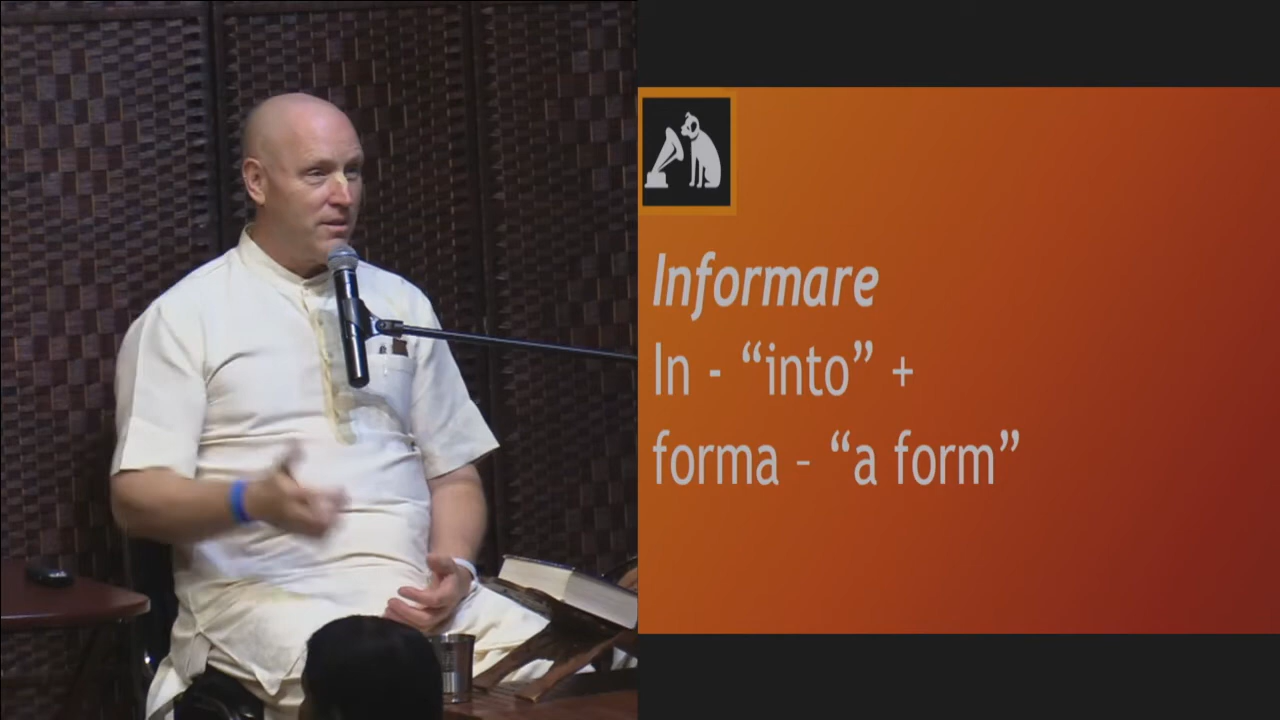 Informare
In - “into” +
forma - “a form”